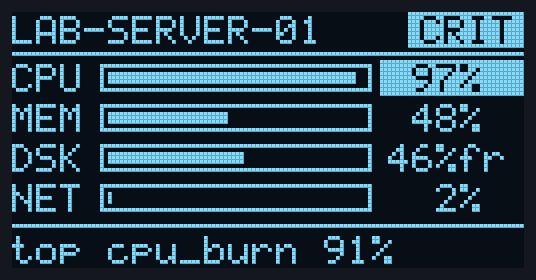 LAB-SERVER-01 CRIT
CPU 97%
MEM 48%
DSK 46%fr
NET 2%
top cpu_burn 91%